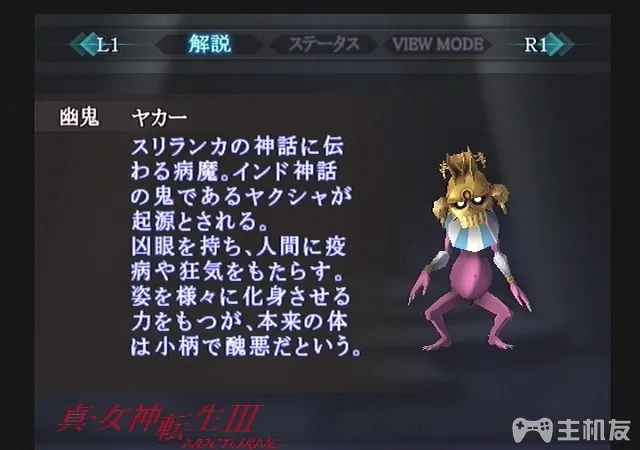 L1 解説 ステータス VIEW MODE R1
幽鬼 ヤカー
スリランカの神話に伝
わる病魔。インド神話
の鬼であるヤクシャが
起源とされる。
凶眼を持ち、人間に疫
病や狂気をもたらす。
姿を様々に化身させる
力をもつが、本来の体
は小柄で醜悪だという。
真・女神転生III
NOCTURNE
主机友